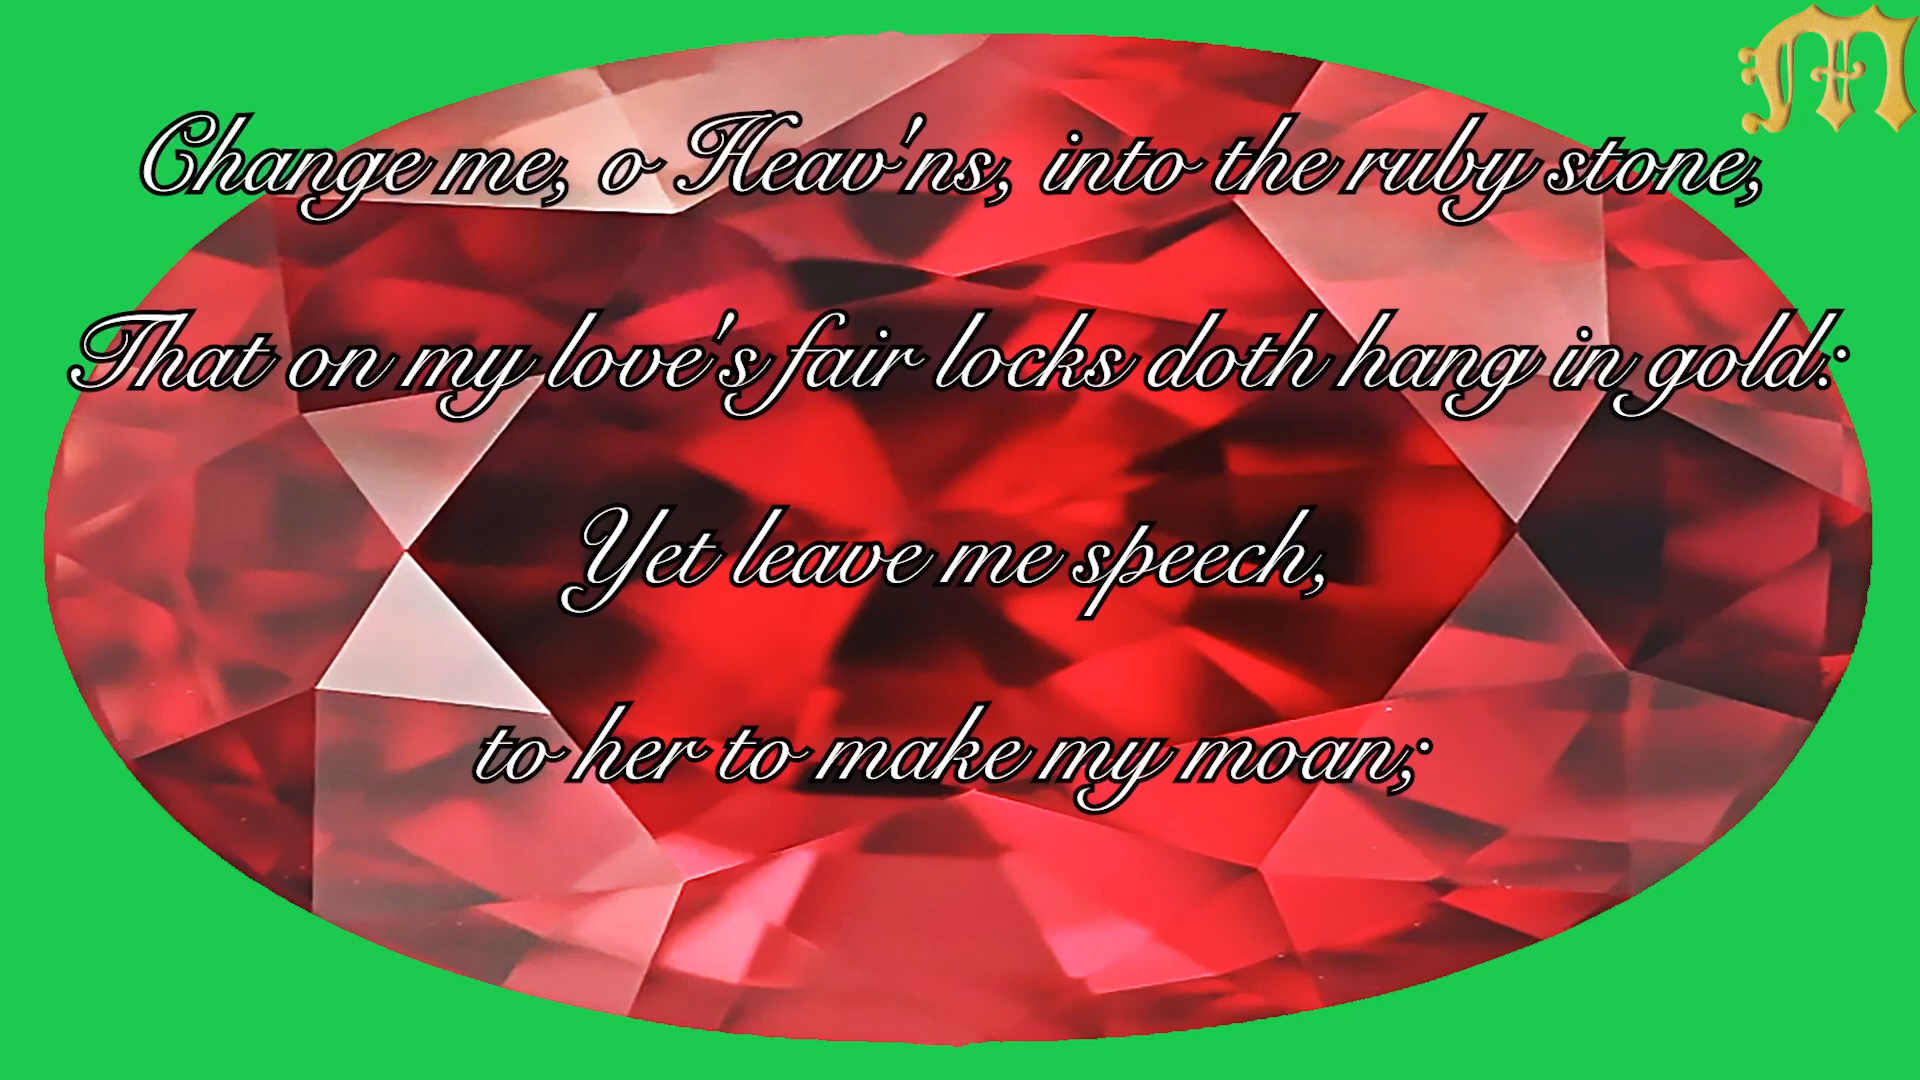 M
Change me, o Heav'ns, into the ruby stone,
That on my love's fair locks doth hang in gold:
Yet leave me speech,
to her to make my moan;